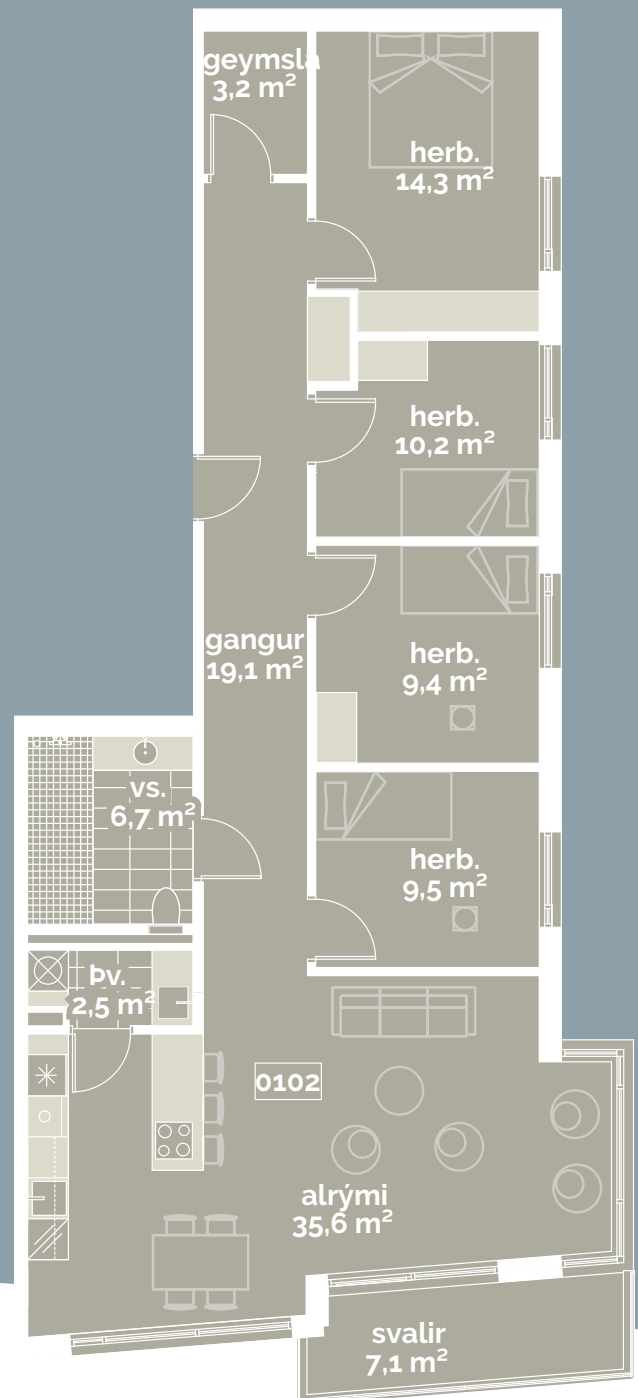 geymsla
3,2 m²
herb.
14,3 m²
herb.
10,2 m²
gangur
19,1 m²
herb.
9,4 m²
vs.
6,7 m²
herb.
9,5 m²
þv.
2,5 m²
0102
alrými
35,6 m²
svalir
7,1 m²